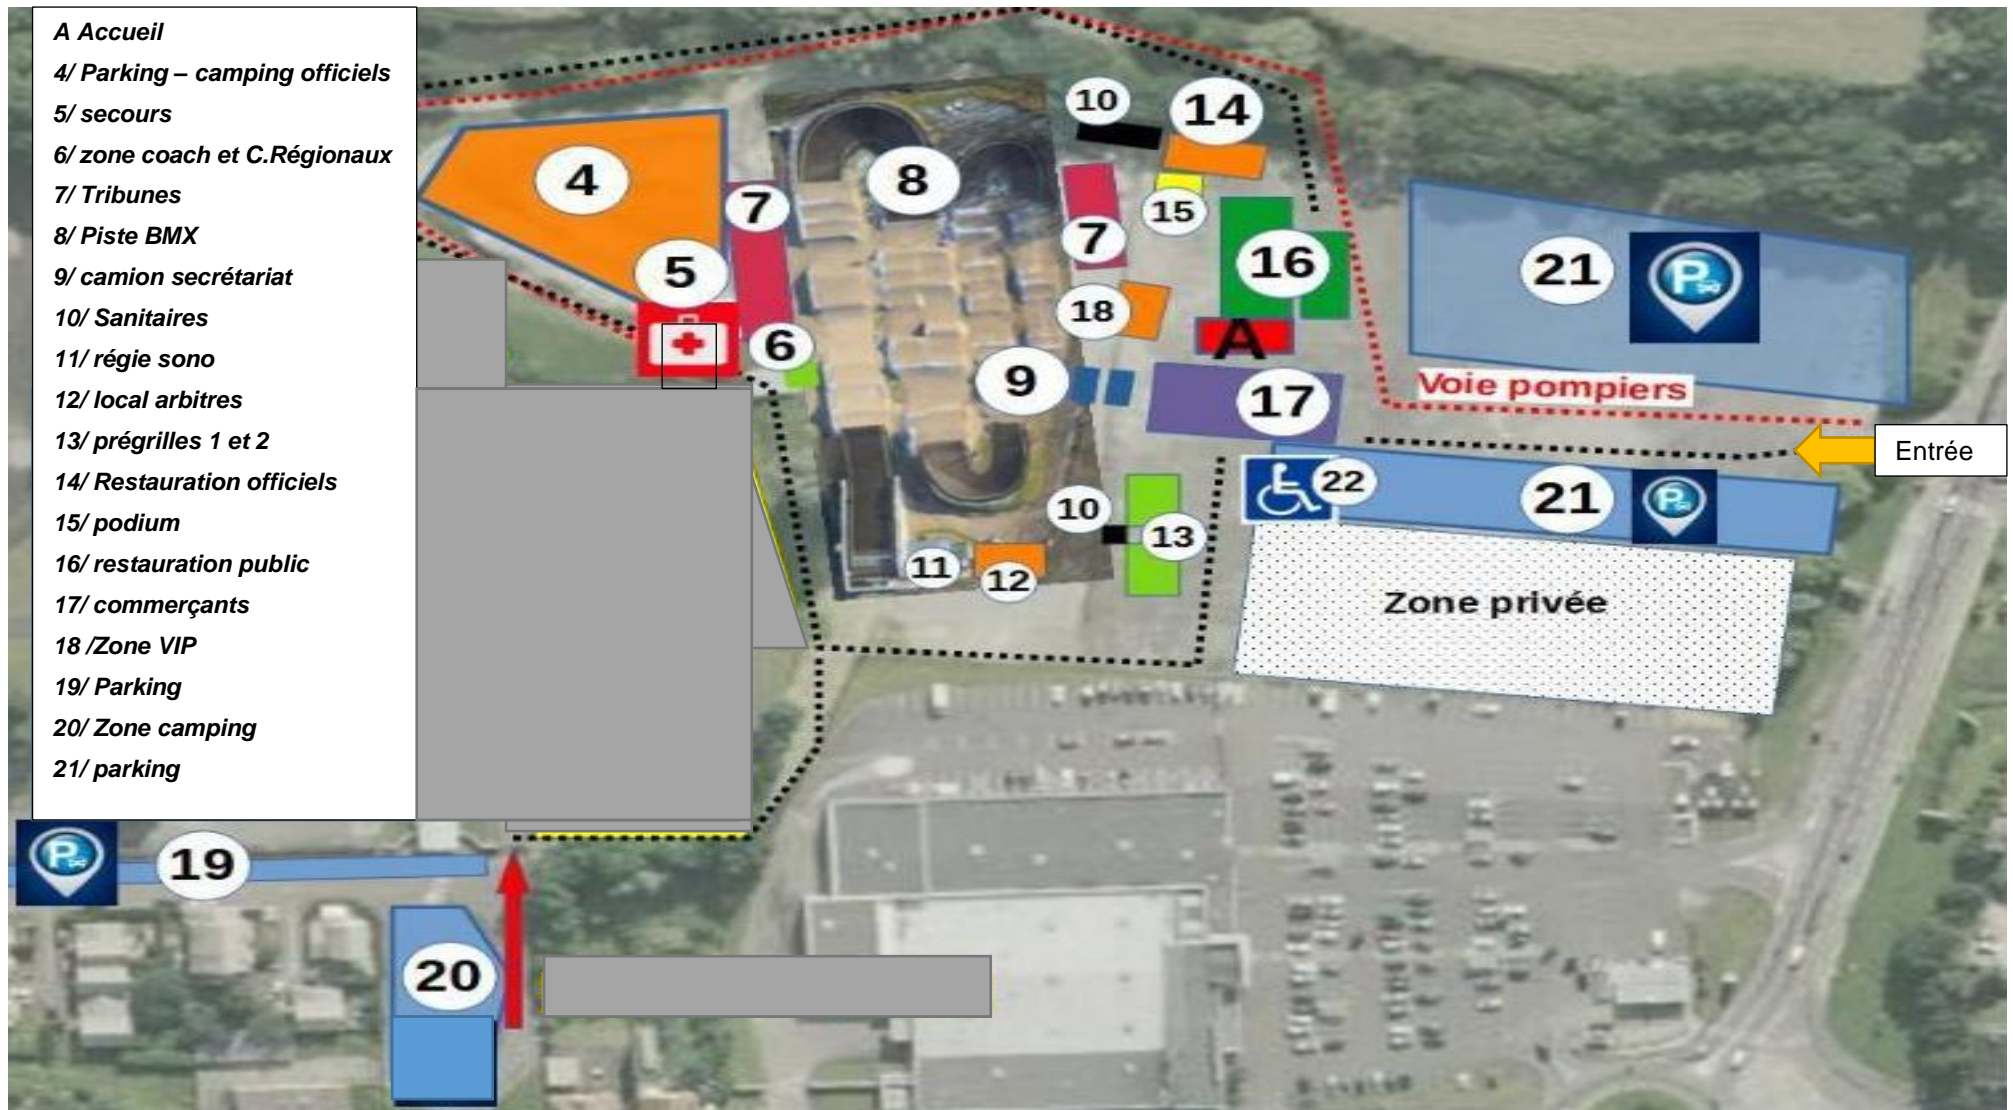 A Accueil
4/ Parking – camping officiels
5/ secours
6/ zone coach et C.Régionaux
7/ Tribunes
8/ Piste BMX
9/ camion secrétariat
10/ Sanitaires
11/ régie sono
12/ local arbitres
13/ prégrilles 1 et 2
14/ Restauration officiels
15/ podium
16/ restauration public
17/ commerçants
18 /Zone VIP
19/ Parking
20/ Zone camping
21/ parking
10
14
4
8
7
15
7
5
16
21
P
18
6
A
9
17
Voie pompiers
Entrée
22
21
P
10
13
11
12
Zone privée
P
19
20